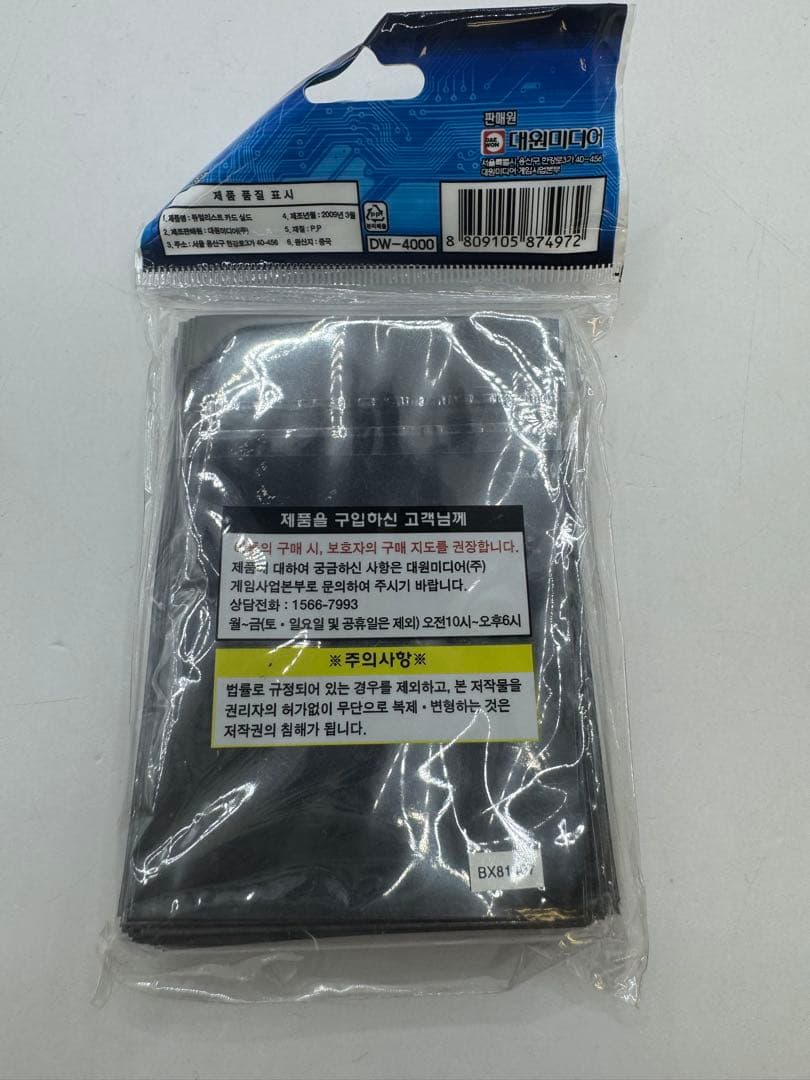 판매원
DAE WON 대원미디어
서울특별시 용산구 한강로3가 40-456
대원미디어 게임사업본부
제품 품질 표시
1. 제품명 : 듀얼리스트 카드 실드
2. 제조판매원 : 대원미디어(주)
3. 주소 : 서울 용산구 한강로3가 40-456
4. 제조년월 : 2009년 3월
5. 재질 : P.P
6. 원산지 : 중국
PP
분리배출
DW-4000
8 809105 874972
제품을 구입하신 고객님께
의 구매 시, 보호자의 구매 지도를 권장합니다.
제품에 대하여 궁금하신 사항은 대원미디어(주)
게임사업본부로 문의하여 주시기 바랍니다.
상담전화 : 1566-7993
월~금(토·일요일 및 공휴일은 제외) 오전10시~오후6시
※주의사항※
법률로 규정되어 있는 경우를 제외하고, 본 저작물을
권리자의 허가없이 무단으로 복제·변형하는 것은
저작권의 침해가 됩니다.